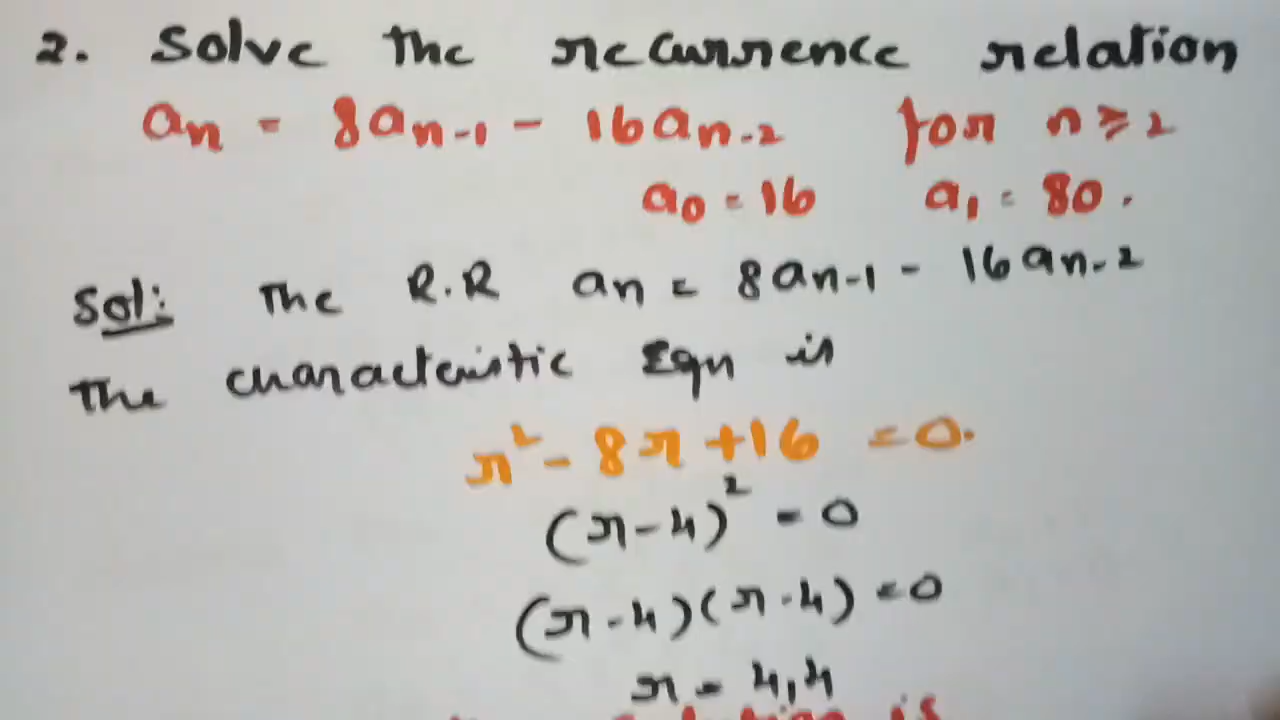 2. Solve the recurrence relation
an = 8an-1 - 16an-2 for n ≥ 2
a0 = 16 a1 = 80.
Sol: The R.R an = 8an-1 - 16an-2
The characteristic Eqn is
r² - 8r + 16 = 0.
(r - 4)² = 0
(r - 4)(r - 4) = 0
r = 4,4
is